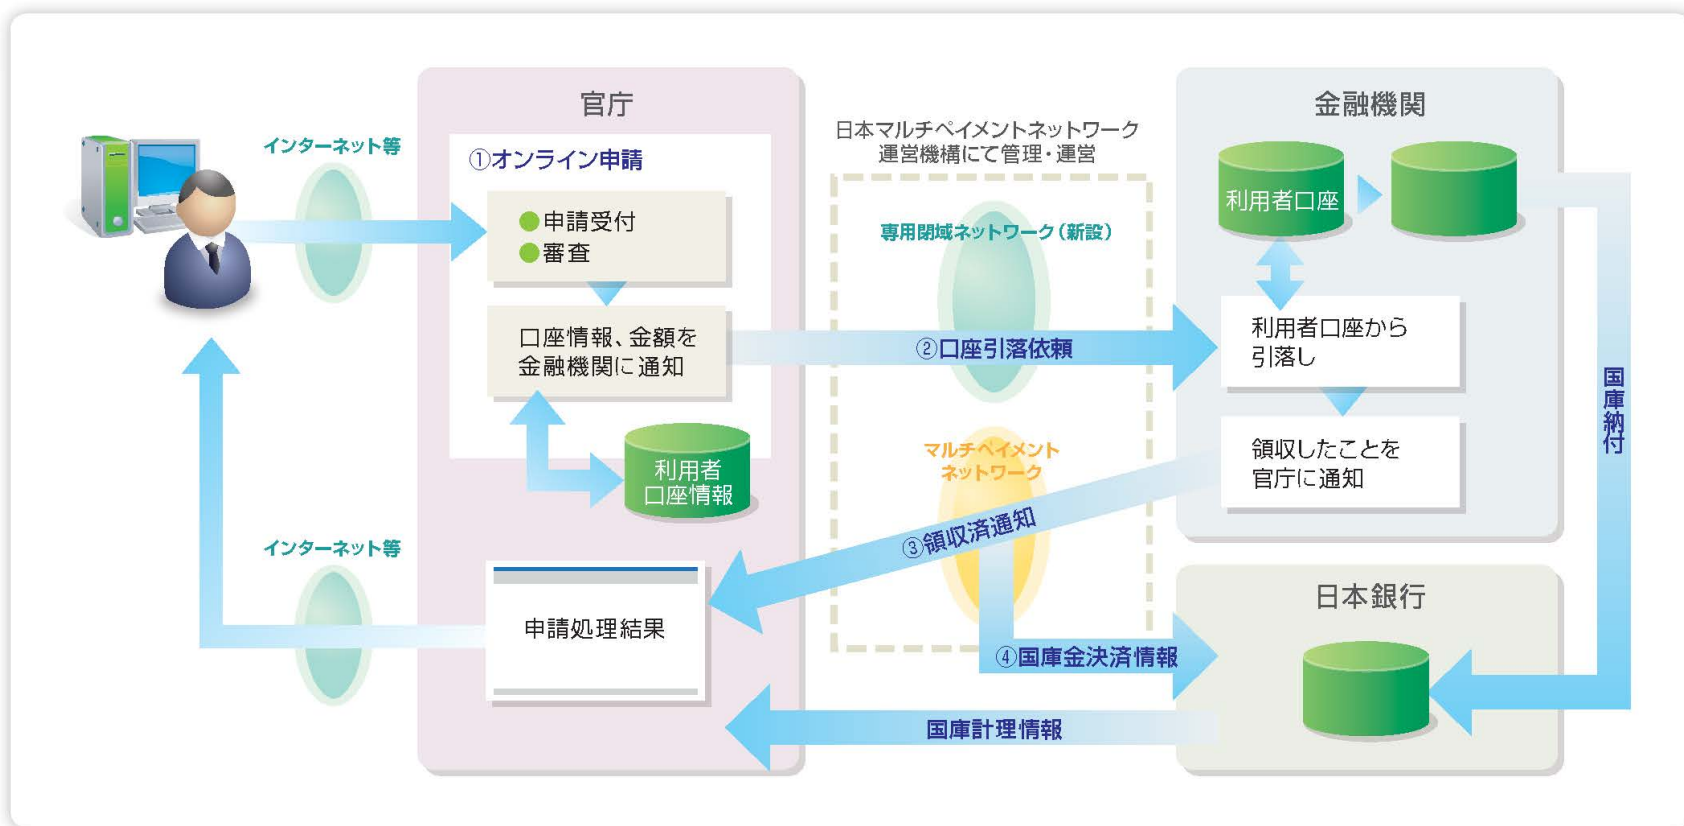 官庁
金融機関
インターネット等
①オンライン申請
●申請受付
●審査
口座情報、金額を
金融機関に通知
利用者
口座情報
日本マルチペイメントネットワーク
運営機構にて管理・運営
専用閉域ネットワーク（新設）
②口座引落依頼
マルチペイメント
ネットワーク
利用者口座
利用者口座から
引落し
領収したことを
官庁に通知
国庫納付
③領収済通知
インターネット等
申請処理結果
日本銀行
④国庫金決済情報
国庫計理情報